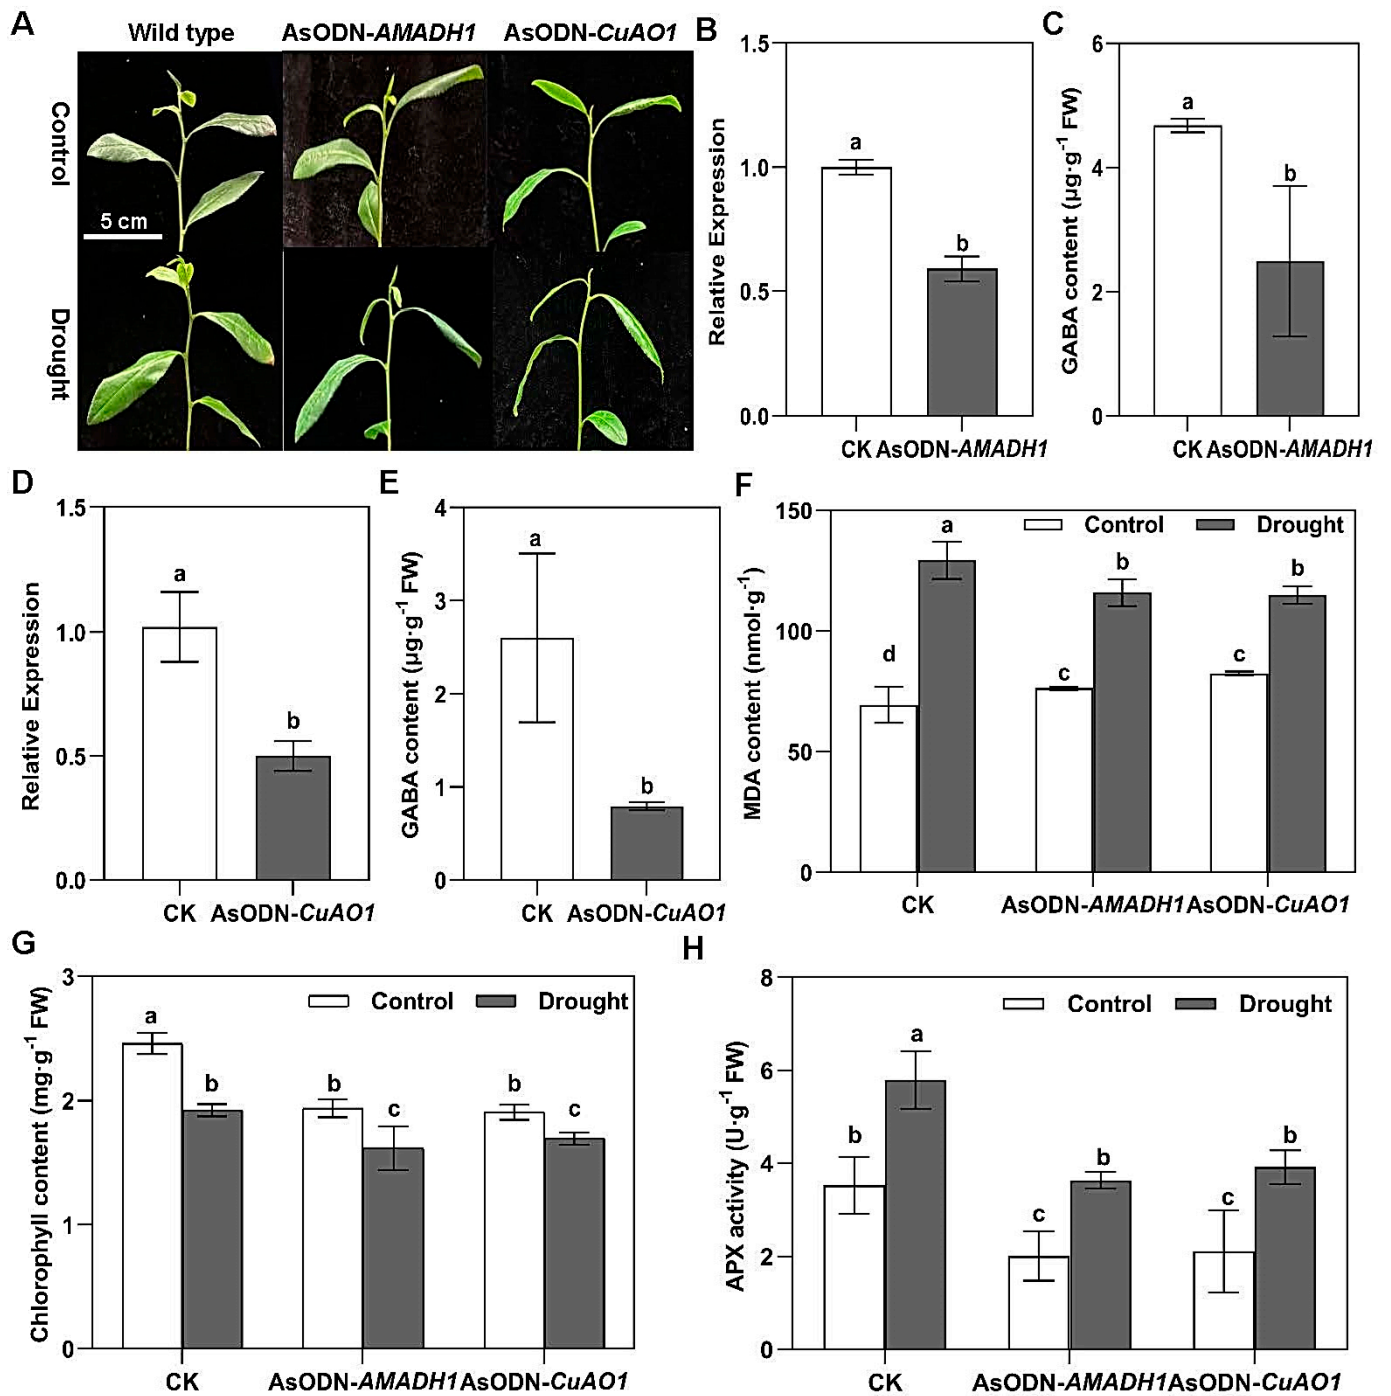 A
Wild type
AsODN-AMADH1
AsODN-CuAO1
Control
5 cm
Drought
B
Relative Expression
1.5
1.0
0.5
0.0
a
b
CK AsODN-AMADH1
C
GABA content (µg·g⁻¹ FW)
6
4
2
0
a
b
CK AsODN-AMADH1
D
Relative Expression
1.5
1.0
0.5
0.0
a
b
CK AsODN-CuAO1
E
GABA content (µg·g⁻¹ FW)
4
3
2
1
0
a
b
CK AsODN-CuAO1
F
MDA content (nmol·g⁻¹)
150
100
50
0
Control Drought
d a c b c b
CK AsODN-AMADH1 AsODN-CuAO1
G
Chlorophyll content (mg·g⁻¹ FW)
3
2
1
0
Control Drought
a b b c b c
CK AsODN-AMADH1 AsODN-CuAO1
H
APX activity (U·g⁻¹ FW)
8
6
4
2
0
Control Drought
b a c b c b
CK AsODN-AMADH1 AsODN-CuAO1